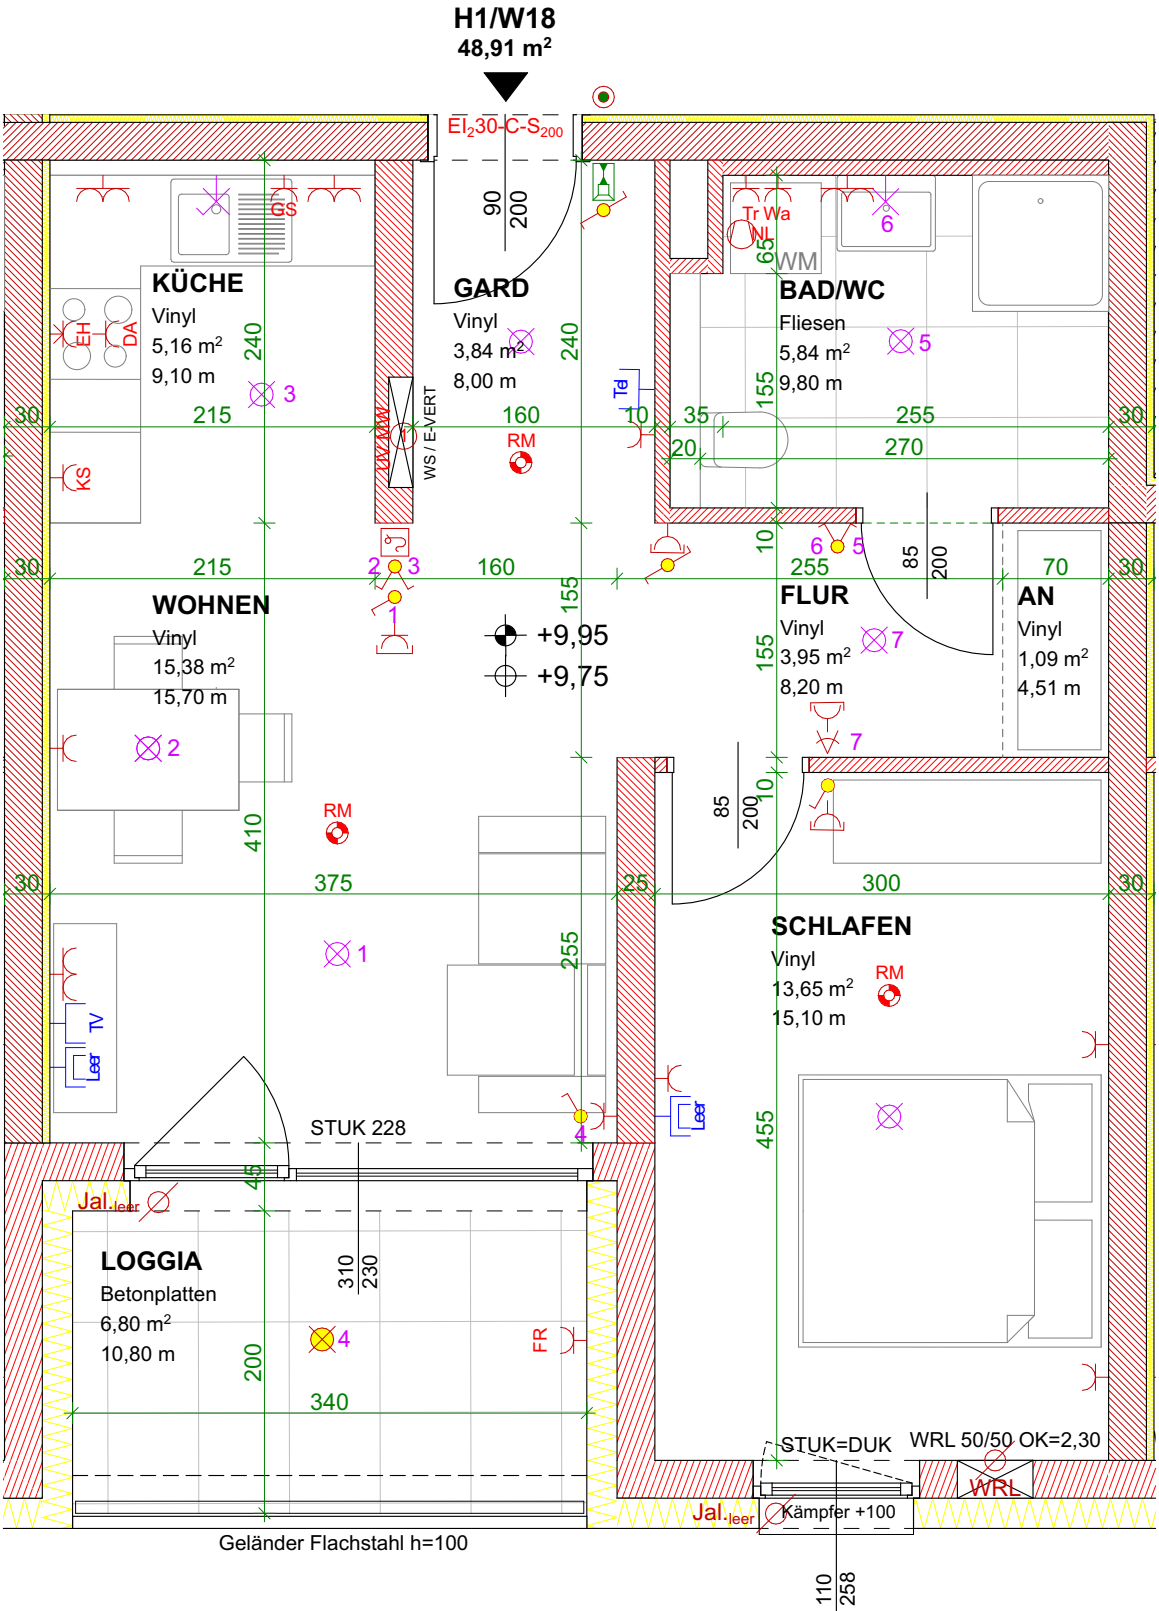 H1/W18
48,91 m²
EI₂30-C-S₂₀₀
90
200
GS
Tr Wa
NL
65
WM
6
KÜCHE
Vinyl
5,16 m²
9,10 m
EH
DA
240
3
GARD
Vinyl
3,84 m²
8,00 m
240
BAD/WC
Fliesen
5,84 m²
9,80 m
5
155
Tel
30
215
160
10
35
255
30
UV/MW
1
WS / E-VERT
RM
20
270
KS
2
3
1
10
6
5
85
200
30
215
160
255
70
30
WOHNEN
Vinyl
15,38 m²
15,70 m
155
+9,95
+9,75
FLUR
Vinyl
3,95 m²
8,20 m
155
7
AN
Vinyl
1,09 m²
4,51 m
2
7
RM
410
85
200
10
30
375
25
300
30
1
255
SCHLAFEN
Vinyl
13,65 m²
15,10 m
RM
TV
Leer
Leer
4
STUK 228
455
45
Jal.leer
LOGGIA
Betonplatten
6,80 m²
10,80 m
310
230
4
FR
200
340
STUK=DUK
WRL 50/50 OK=2,30
WRL
Jal.leer
Kämpfer +100
Geländer Flachstahl h=100
110
258